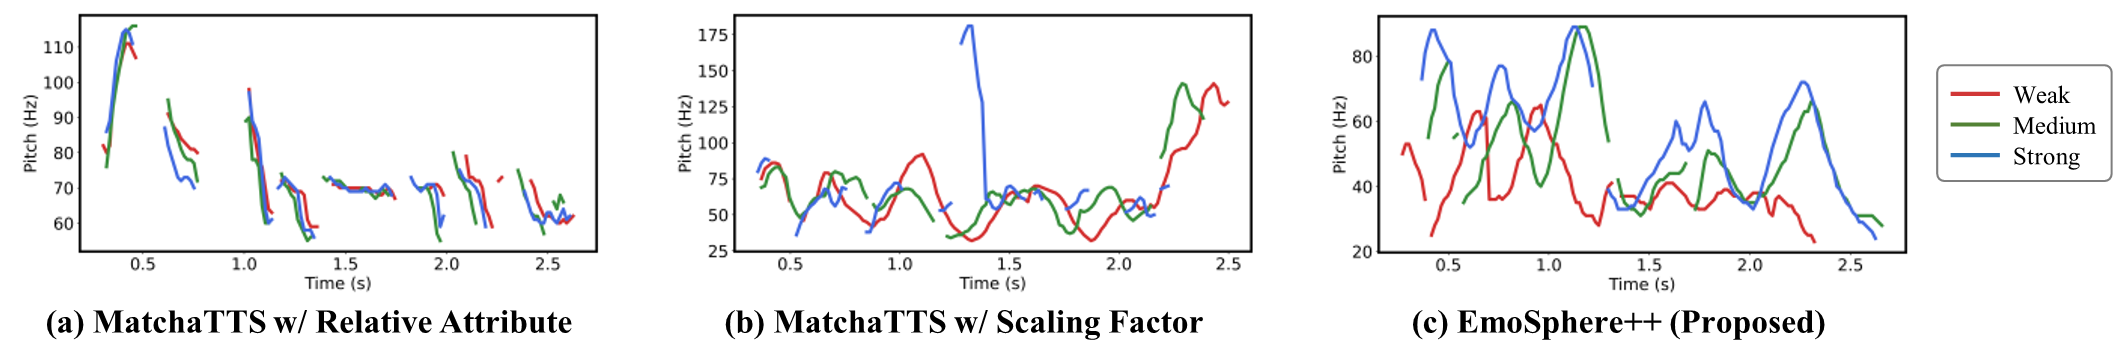 Pitch (Hz)
110
100
90
80
70
60
0.5 1.0 1.5 2.0 2.5
Time (s)
(a) MatchaTTS w/ Relative Attribute
Pitch (Hz)
175
150
125
100
75
50
25
0.5 1.0 1.5 2.0 2.5
Time (s)
(b) MatchaTTS w/ Scaling Factor
Pitch (Hz)
80
60
40
20
0.5 1.0 1.5 2.0 2.5
Time (s)
(c) EmoSphere++ (Proposed)
Weak
Medium
Strong